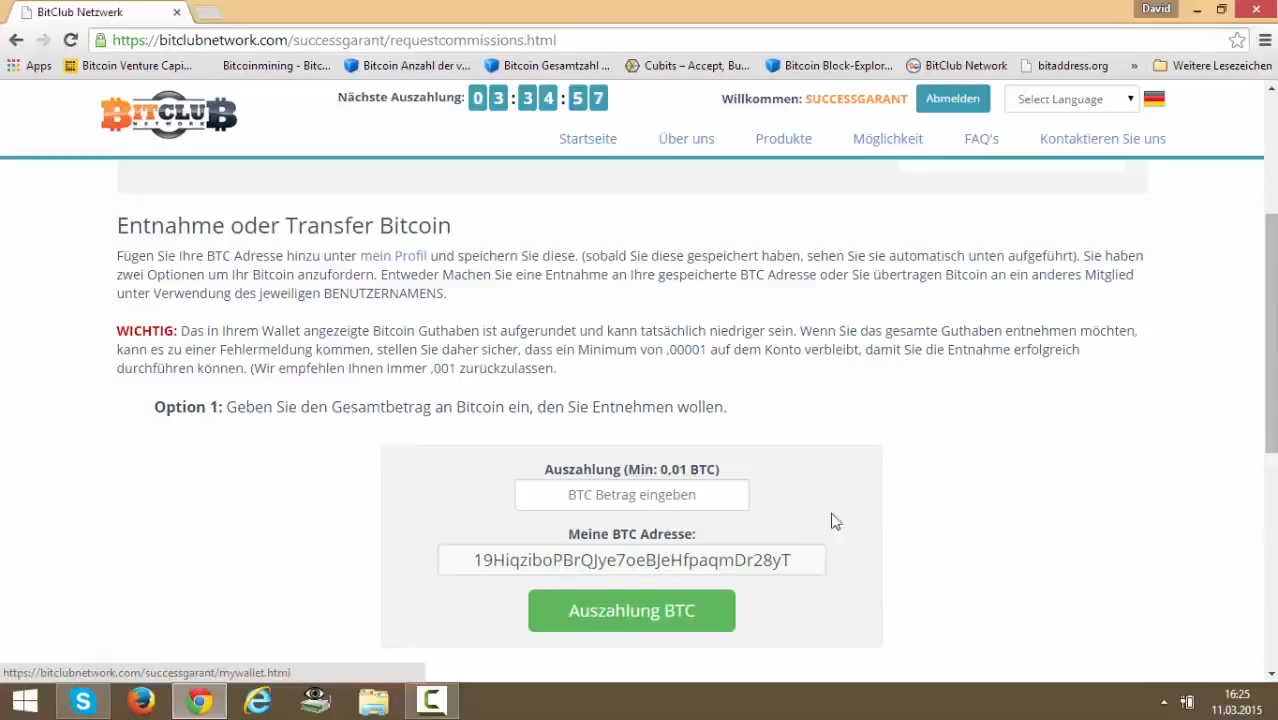 BitClub Netzwerk
David
https://bitclubnetwork.com/successgarant/requestcommissions.html
Apps Bitcoin Venture Capi... Bitcoinmining - Bitc... Bitcoin Anzahl der v... Bitcoin Gesamtzahl ... Cubits – Accept, Bu... Bitcoin Block-Explor... BitClub Network bitaddress.org » Weitere Lesezeichen
BITCLUB
NETWORK
Nächste Auszahlung: 03:34:57
Willkommen: SUCCESSGARANT Abmelden Select Language
Startseite Über uns Produkte Möglichkeit FAQ's Kontaktieren Sie uns
Entnahme oder Transfer Bitcoin
Fügen Sie Ihre BTC Adresse hinzu unter mein Profil und speichern Sie diese. (sobald Sie diese gespeichert haben, sehen Sie sie automatisch unten aufgeführt). Sie haben
zwei Optionen um Ihr Bitcoin anzufordern. Entweder Machen Sie eine Entnahme an Ihre gespeicherte BTC Adresse oder Sie übertragen Bitcoin an ein anderes Mitglied
unter Verwendung des jeweiligen BENUTZERNAMENS.
WICHTIG: Das in Ihrem Wallet angezeigte Bitcoin Guthaben ist aufgerundet und kann tatsächlich niedriger sein. Wenn Sie das gesamte Guthaben entnehmen möchten,
kann es zu einer Fehlermeldung kommen, stellen Sie daher sicher, dass ein Minimum von ,00001 auf dem Konto verbleibt, damit Sie die Entnahme erfolgreich
durchführen können. (Wir empfehlen Ihnen immer ,001 zurückzulassen.
Option 1: Geben Sie den Gesamtbetrag an Bitcoin ein, den Sie Entnehmen wollen.
Auszahlung (Min: 0,01 BTC)
BTC Betrag eingeben
Meine BTC Adresse:
19HiqziboPBrQJye7oeBJeHfpaqmDr28yT
Auszahlung BTC
https://bitclubnetwork.com/successgarant/mywallet.html
16:25
11.03.2015